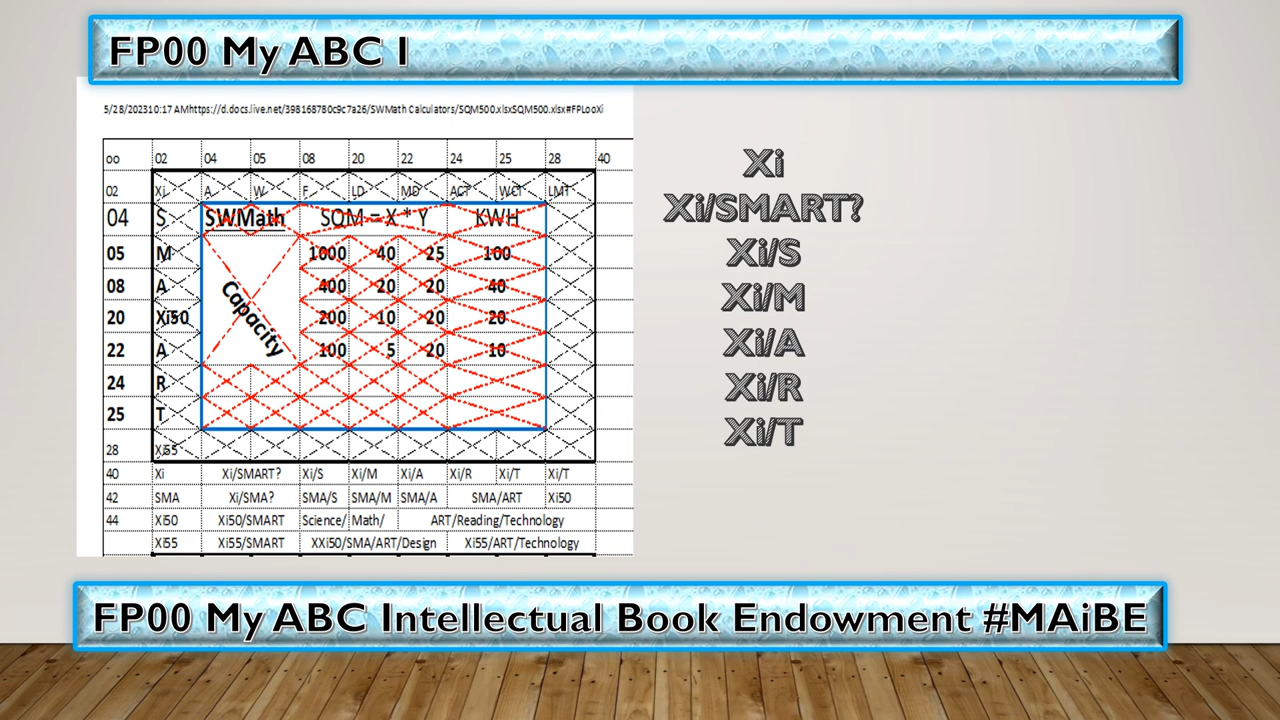 FP00 My ABC I
5/28/202310:17 AMhttps://d.docs.live.net/398168780c9c7a26/SWMath Calculators/SQM500.xlsxSQM500.xlsx#FPLooXi
oo 02 04 05 08 20 22 24 25 28 40
02 Xi A W F LD MD ACT WCT LMT
04 S SWMath SQM = X * Y KWH
05 M 1000 40 25 100
08 A 400 20 20 40
20 Xi50 200 10 20 20
22 A 100 5 20 10
Capacity
24 R
25 T
28 Xi55
40 Xi Xi/SMART? Xi/S Xi/M Xi/A Xi/R Xi/T Xi/T
42 SMA Xi/SMA? SMA/S SMA/M SMA/A SMA/ART Xi50
44 Xi50 Xi50/SMART Science/ Math/ ART/Reading/Technology
Xi55 Xi55/SMART XXi50/SMA/ART/Design Xi55/ART/Technology
Xi
Xi/SMART?
Xi/S
Xi/M
Xi/A
Xi/R
Xi/T
FP00 My ABC Intellectual Book Endowment #MAiBE